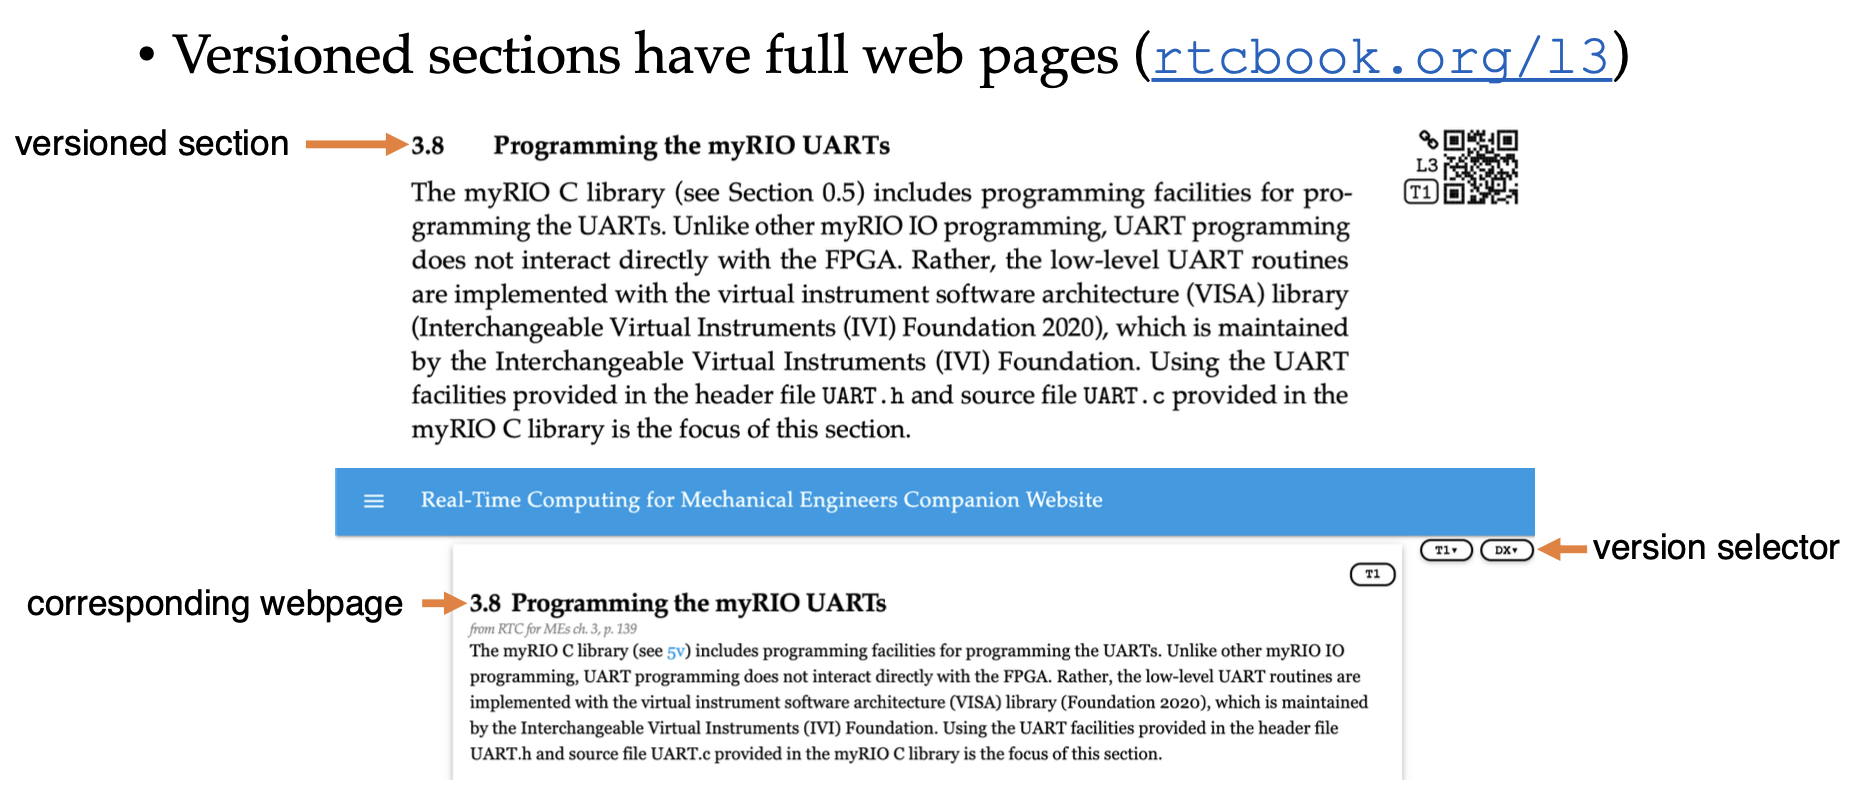 • Versioned sections have full web pages (rtcbook.org/l3)
versioned section
3.8 Programming the myRIO UARTs
L3
T1
The myRIO C library (see Section 0.5) includes programming facilities for pro-
gramming the UARTs. Unlike other myRIO IO programming, UART programming
does not interact directly with the FPGA. Rather, the low-level UART routines
are implemented with the virtual instrument software architecture (VISA) library
(Interchangeable Virtual Instruments (IVI) Foundation 2020), which is maintained
by the Interchangeable Virtual Instruments (IVI) Foundation. Using the UART
facilities provided in the header file UART.h and source file UART.c provided in the
myRIO C library is the focus of this section.
Real-Time Computing for Mechanical Engineers Companion Website
T1▾ DX▾
version selector
T1
corresponding webpage
3.8 Programming the myRIO UARTs
from RTC for MEs ch. 3, p. 139
The myRIO C library (see 5v) includes programming facilities for programming the UARTs. Unlike other myRIO IO
programming, UART programming does not interact directly with the FPGA. Rather, the low-level UART routines are
implemented with the virtual instrument software architecture (VISA) library (Foundation 2020), which is maintained
by the Interchangeable Virtual Instruments (IVI) Foundation. Using the UART facilities provided in the header file
UART.h and source file UART.c provided in the myRIO C library is the focus of this section.